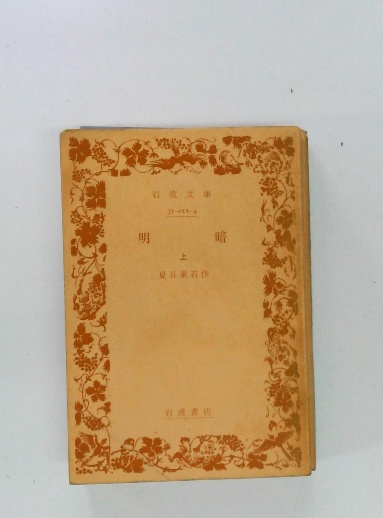 岩波文庫
31-011-4
明暗
上
夏目漱石作
岩波書店